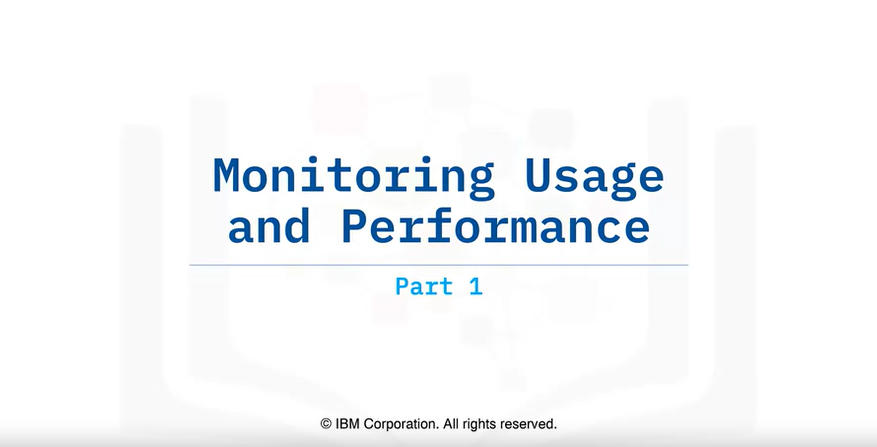 Monitoring Usage
and Performance
Part 1
© IBM Corporation. All rights reserved.